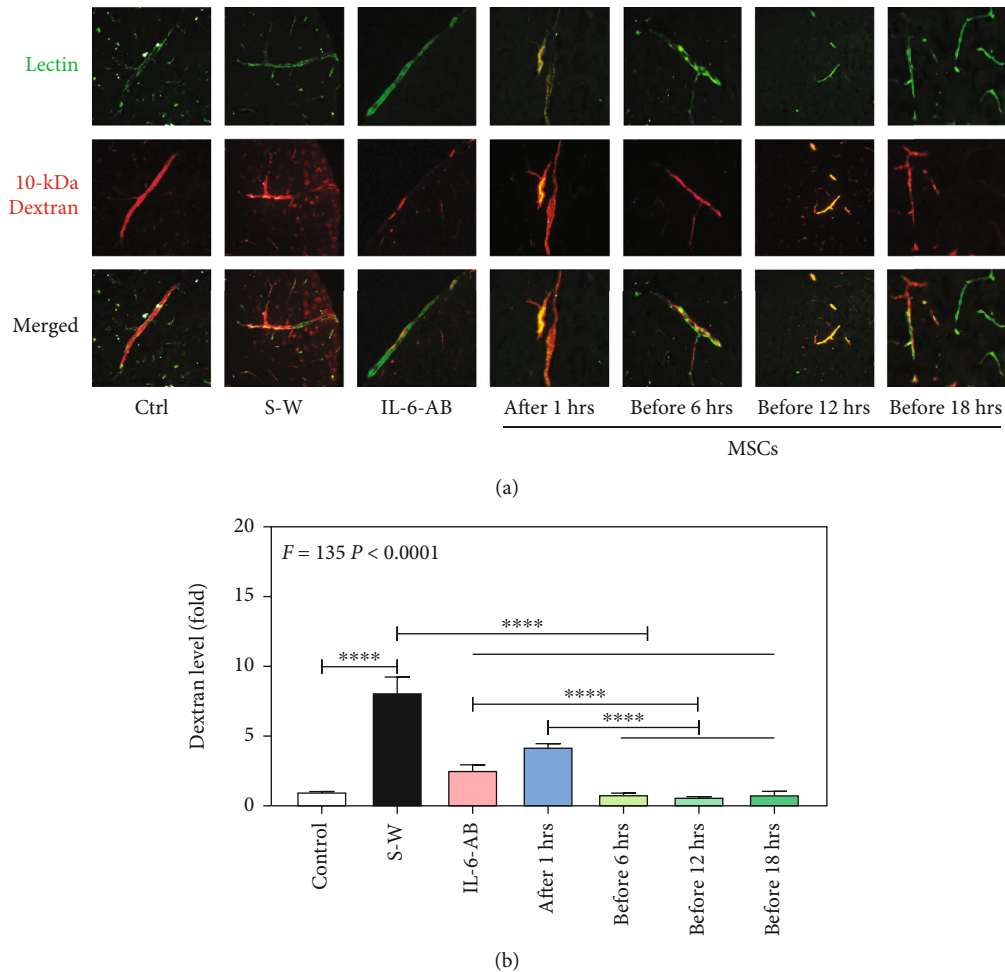 Lectin
10-kDa
Dextran
Merged
Ctrl S-W IL-6-AB After 1 hrs Before 6 hrs Before 12 hrs Before 18 hrs
MSCs
(a)
20
15
10
5
0
Dextran level (fold)
F = 135 P < 0.0001
****
****
****
****
Control
S-W
IL-6-AB
After 1 hrs
Before 6 hrs
Before 12 hrs
Before 18 hrs
(b)